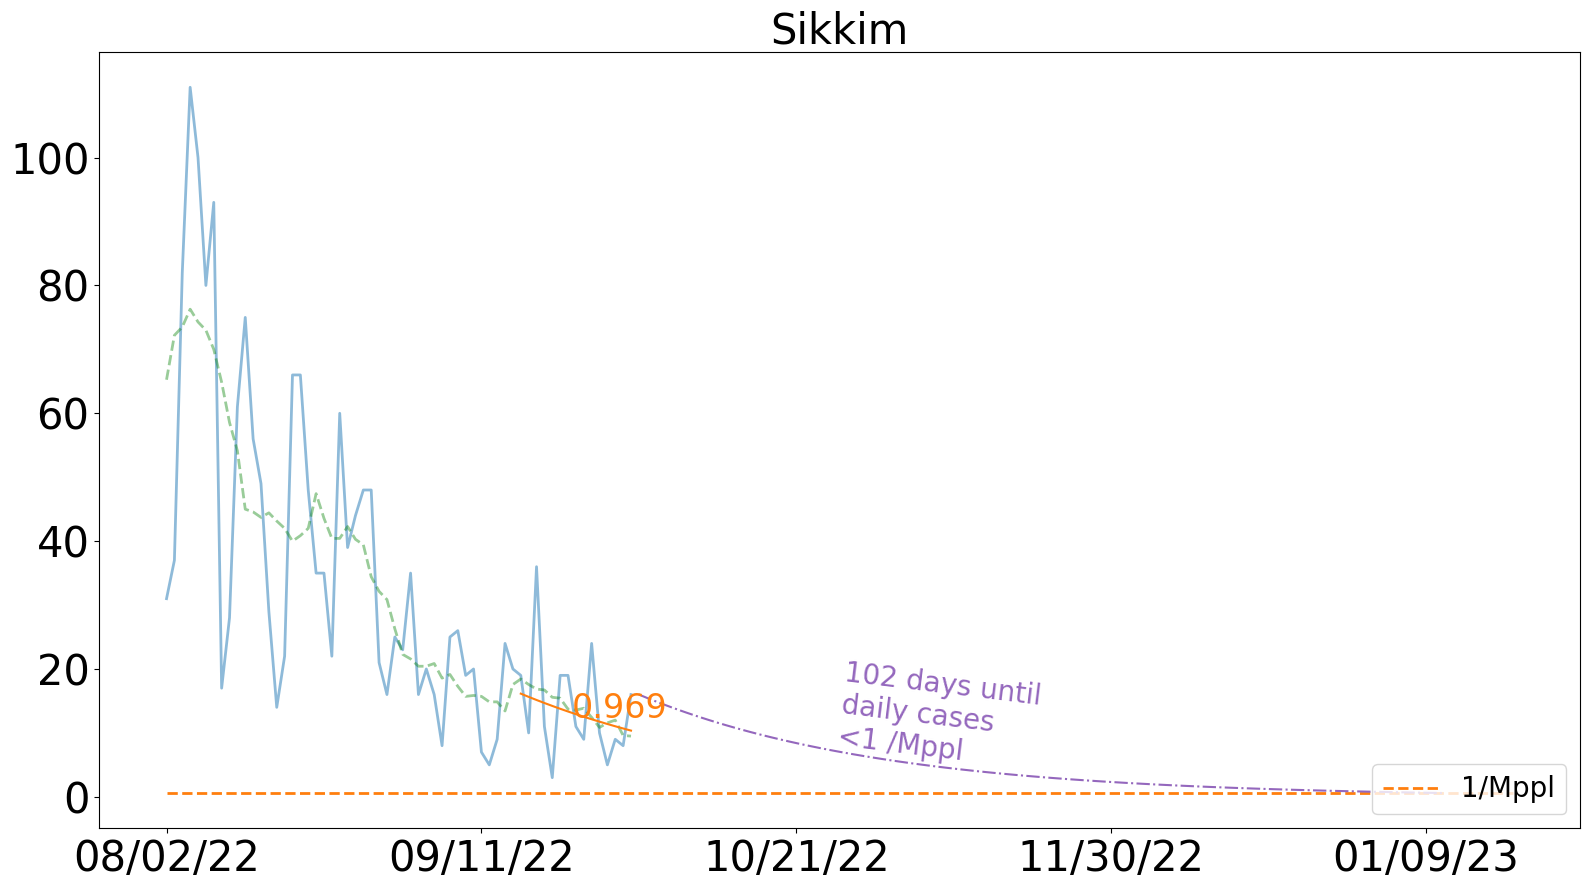 Sikkim
100
80
60
40
20
0
0.969
102 days until
daily cases
<1 /Mppl
1/Mppl
08/02/22
09/11/22
10/21/22
11/30/22
01/09/23